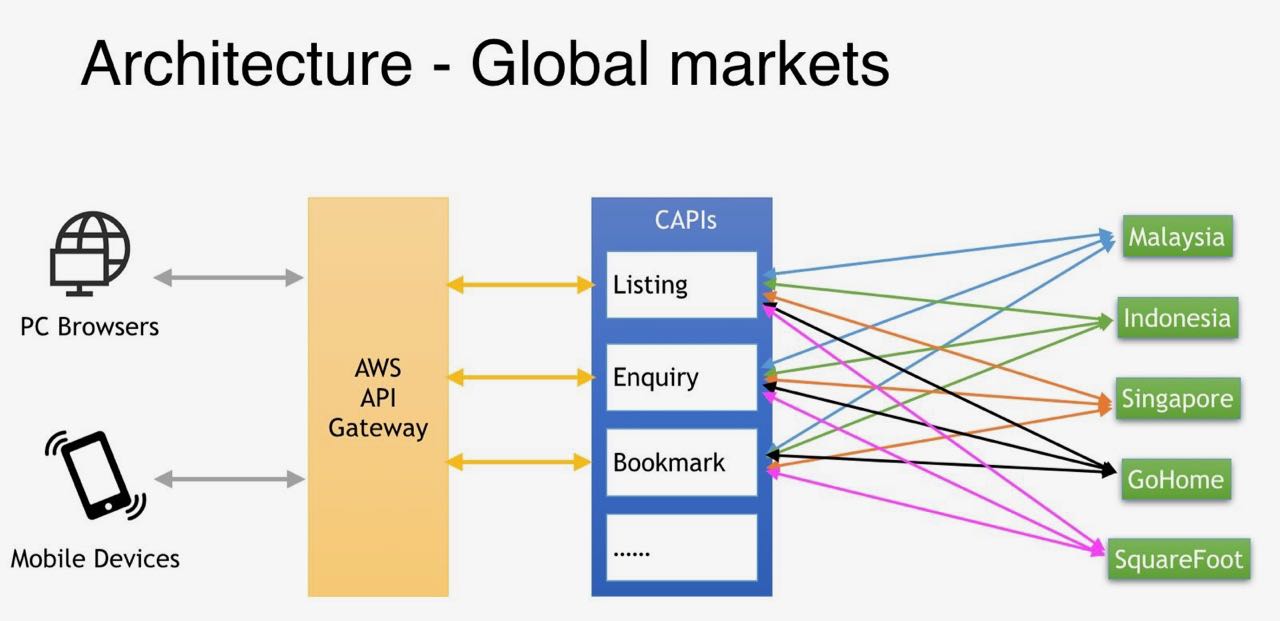 Architecture - Global markets
PC Browsers
Mobile Devices
AWS
API
Gateway
CAPIs
Listing
Enquiry
Bookmark
......
Malaysia
Indonesia
Singapore
GoHome
SquareFoot